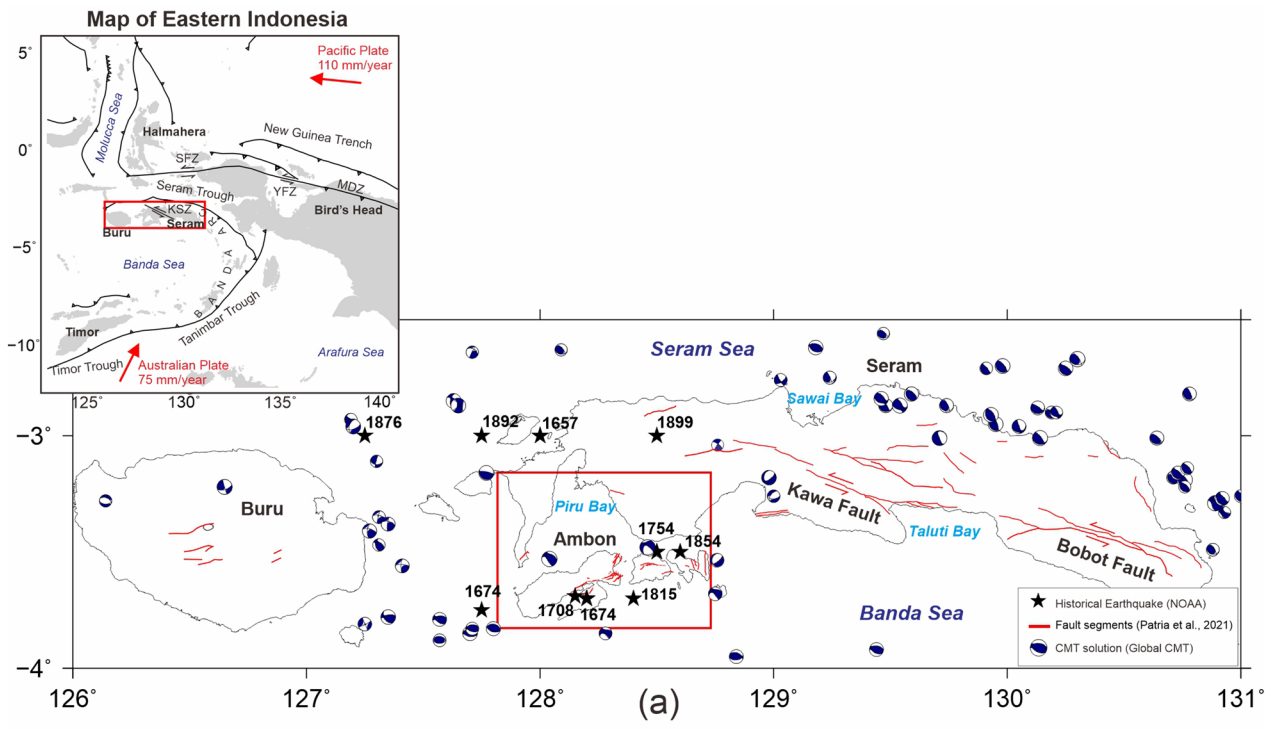 Map of Eastern Indonesia
5°
0°
−5°
−10°
Pacific Plate
110 mm/year
Molucca Sea
Halmahera
New Guinea Trench
SFZ
Seram Trough
YFZ
MDZ
Bird's Head
KSZ
Seram
Buru
BANDA ARC
Banda Sea
Tanimbar Trough
Timor
Timor Trough
Australian Plate
75 mm/year
Arafura Sea
125
130
135
140
Seram Sea
Seram
Sawai Bay
1876
1892
1657
1899
−3°
Buru
Piru Bay
Kawa Fault
Ambon
1754
1854
Taluti Bay
Bobot Fault
1674
1708
1674
1815
Banda Sea
Historical Earthquake (NOAA)
Fault segments (Patria et al., 2021)
CMT solution (Global CMT)
−4°
126°
127°
128°
129°
130°
131°
(a)